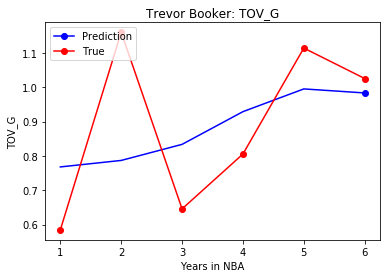 Trevor Booker: TOV_G
Prediction
True
1.1
1.0
0.9
0.8
0.7
0.6
TOV_G
1 2 3 4 5 6
Years in NBA